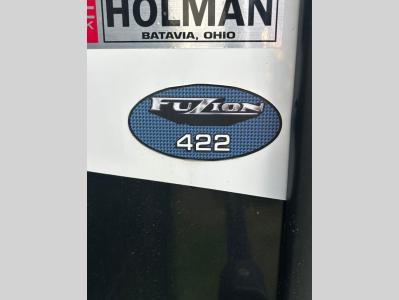 HOLMAN
BATAVIA, OHIO
FUZION
422